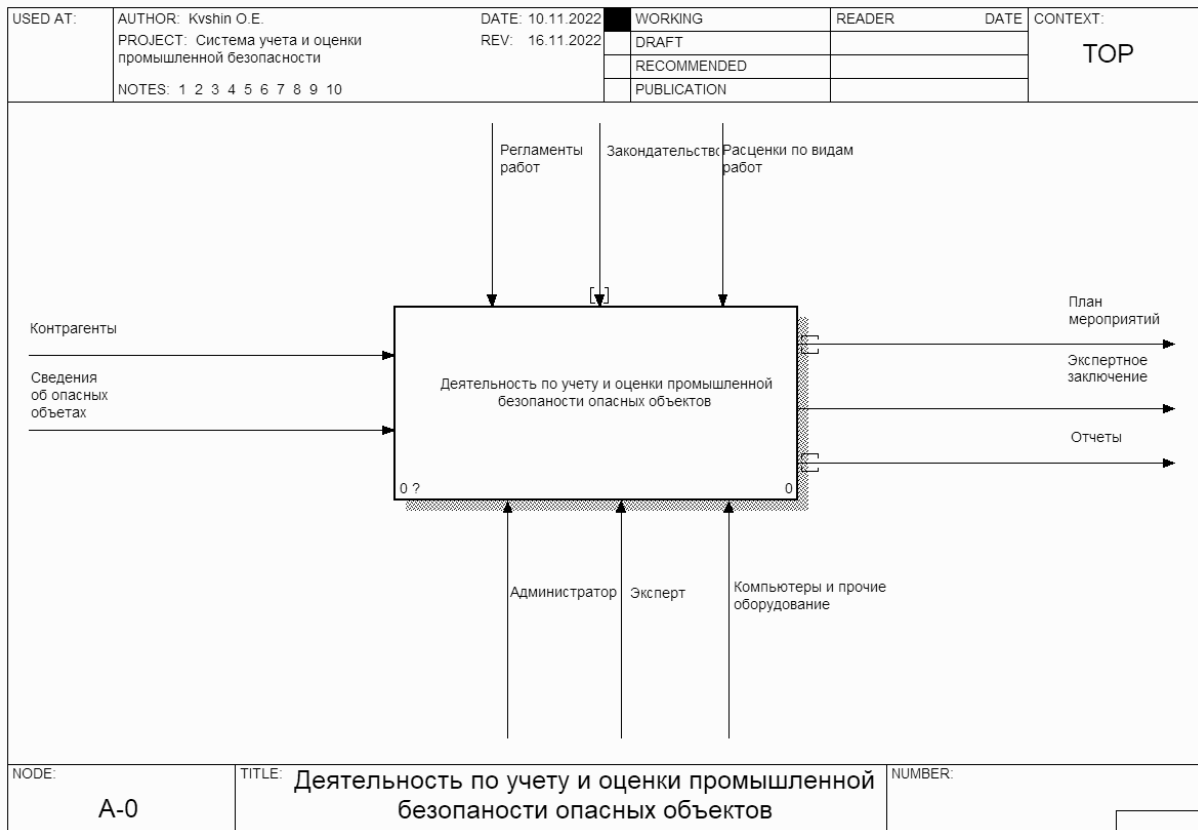 USED AT:
AUTHOR: Kvshin O.E.
DATE: 10.11.2022
PROJECT: Система учета и оценки
промышленной безопасности
REV: 16.11.2022
NOTES: 1 2 3 4 5 6 7 8 9 10
WORKING
DRAFT
RECOMMENDED
PUBLICATION
READER
DATE
CONTEXT:
TOP
Регламенты
работ
Закондательство
Расценки по видам
работ
Контрагенты
Сведения
об опасных
объетах
Деятельность по учету и оценки промышленной
безопаности опасных объектов
0 ?
0
План
мероприятий
Экспертное
заключение
Отчеты
Администратор
Эксперт
Компьютеры и прочие
оборудование
NODE:
A-0
TITLE:
Деятельность по учету и оценки промышленной
безопаности опасных объектов
NUMBER: